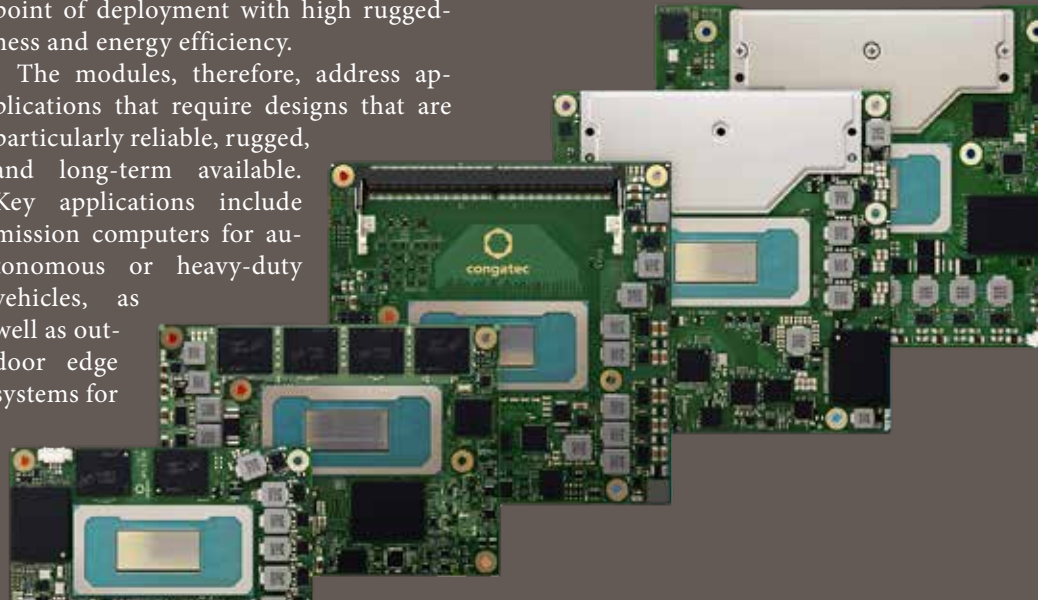 point of deployment with high rugged-
ness and energy efficiency.
The modules, therefore, address ap-
plications that require designs that are
particularly reliable, rugged,
and long-term available.
Key applications include
mission computers for au-
tonomous or heavy-duty
vehicles, as
well as out-
door edge
systems for
congatec